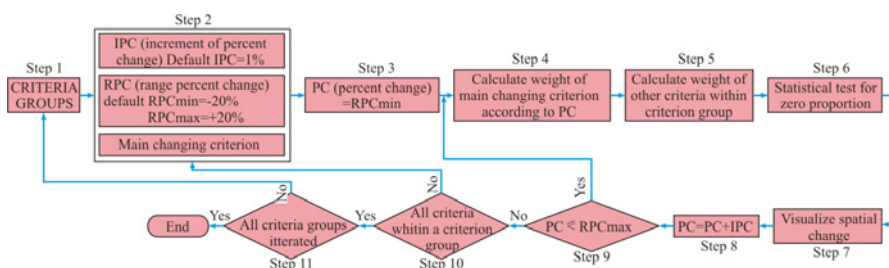 Step 1
CRITERIA
GROUPS
Step 2
IPC (increment of percent
change) Default IPC=1%
RPC (range percent change)
default RPCmin=-20%
RPCmax=+20%
Main changing criterion
Step 3
PC (percent change)
=RPCmin
Step 4
Calculate weight of
main changing criterion
according to PC
Step 5
Calculate weight of
other criteria within
criterion group
Step 6
Statistical test for
zero proportion
Visualize spatial
change
Step 7
PC=PC+IPC
Step 8
Yes
PC⩽RPCmax
Step 9
No
No
All criteria
whitin a criterion
group
Step 10
Yes
No
All criteria groups
itterated
Step 11
Yes
End